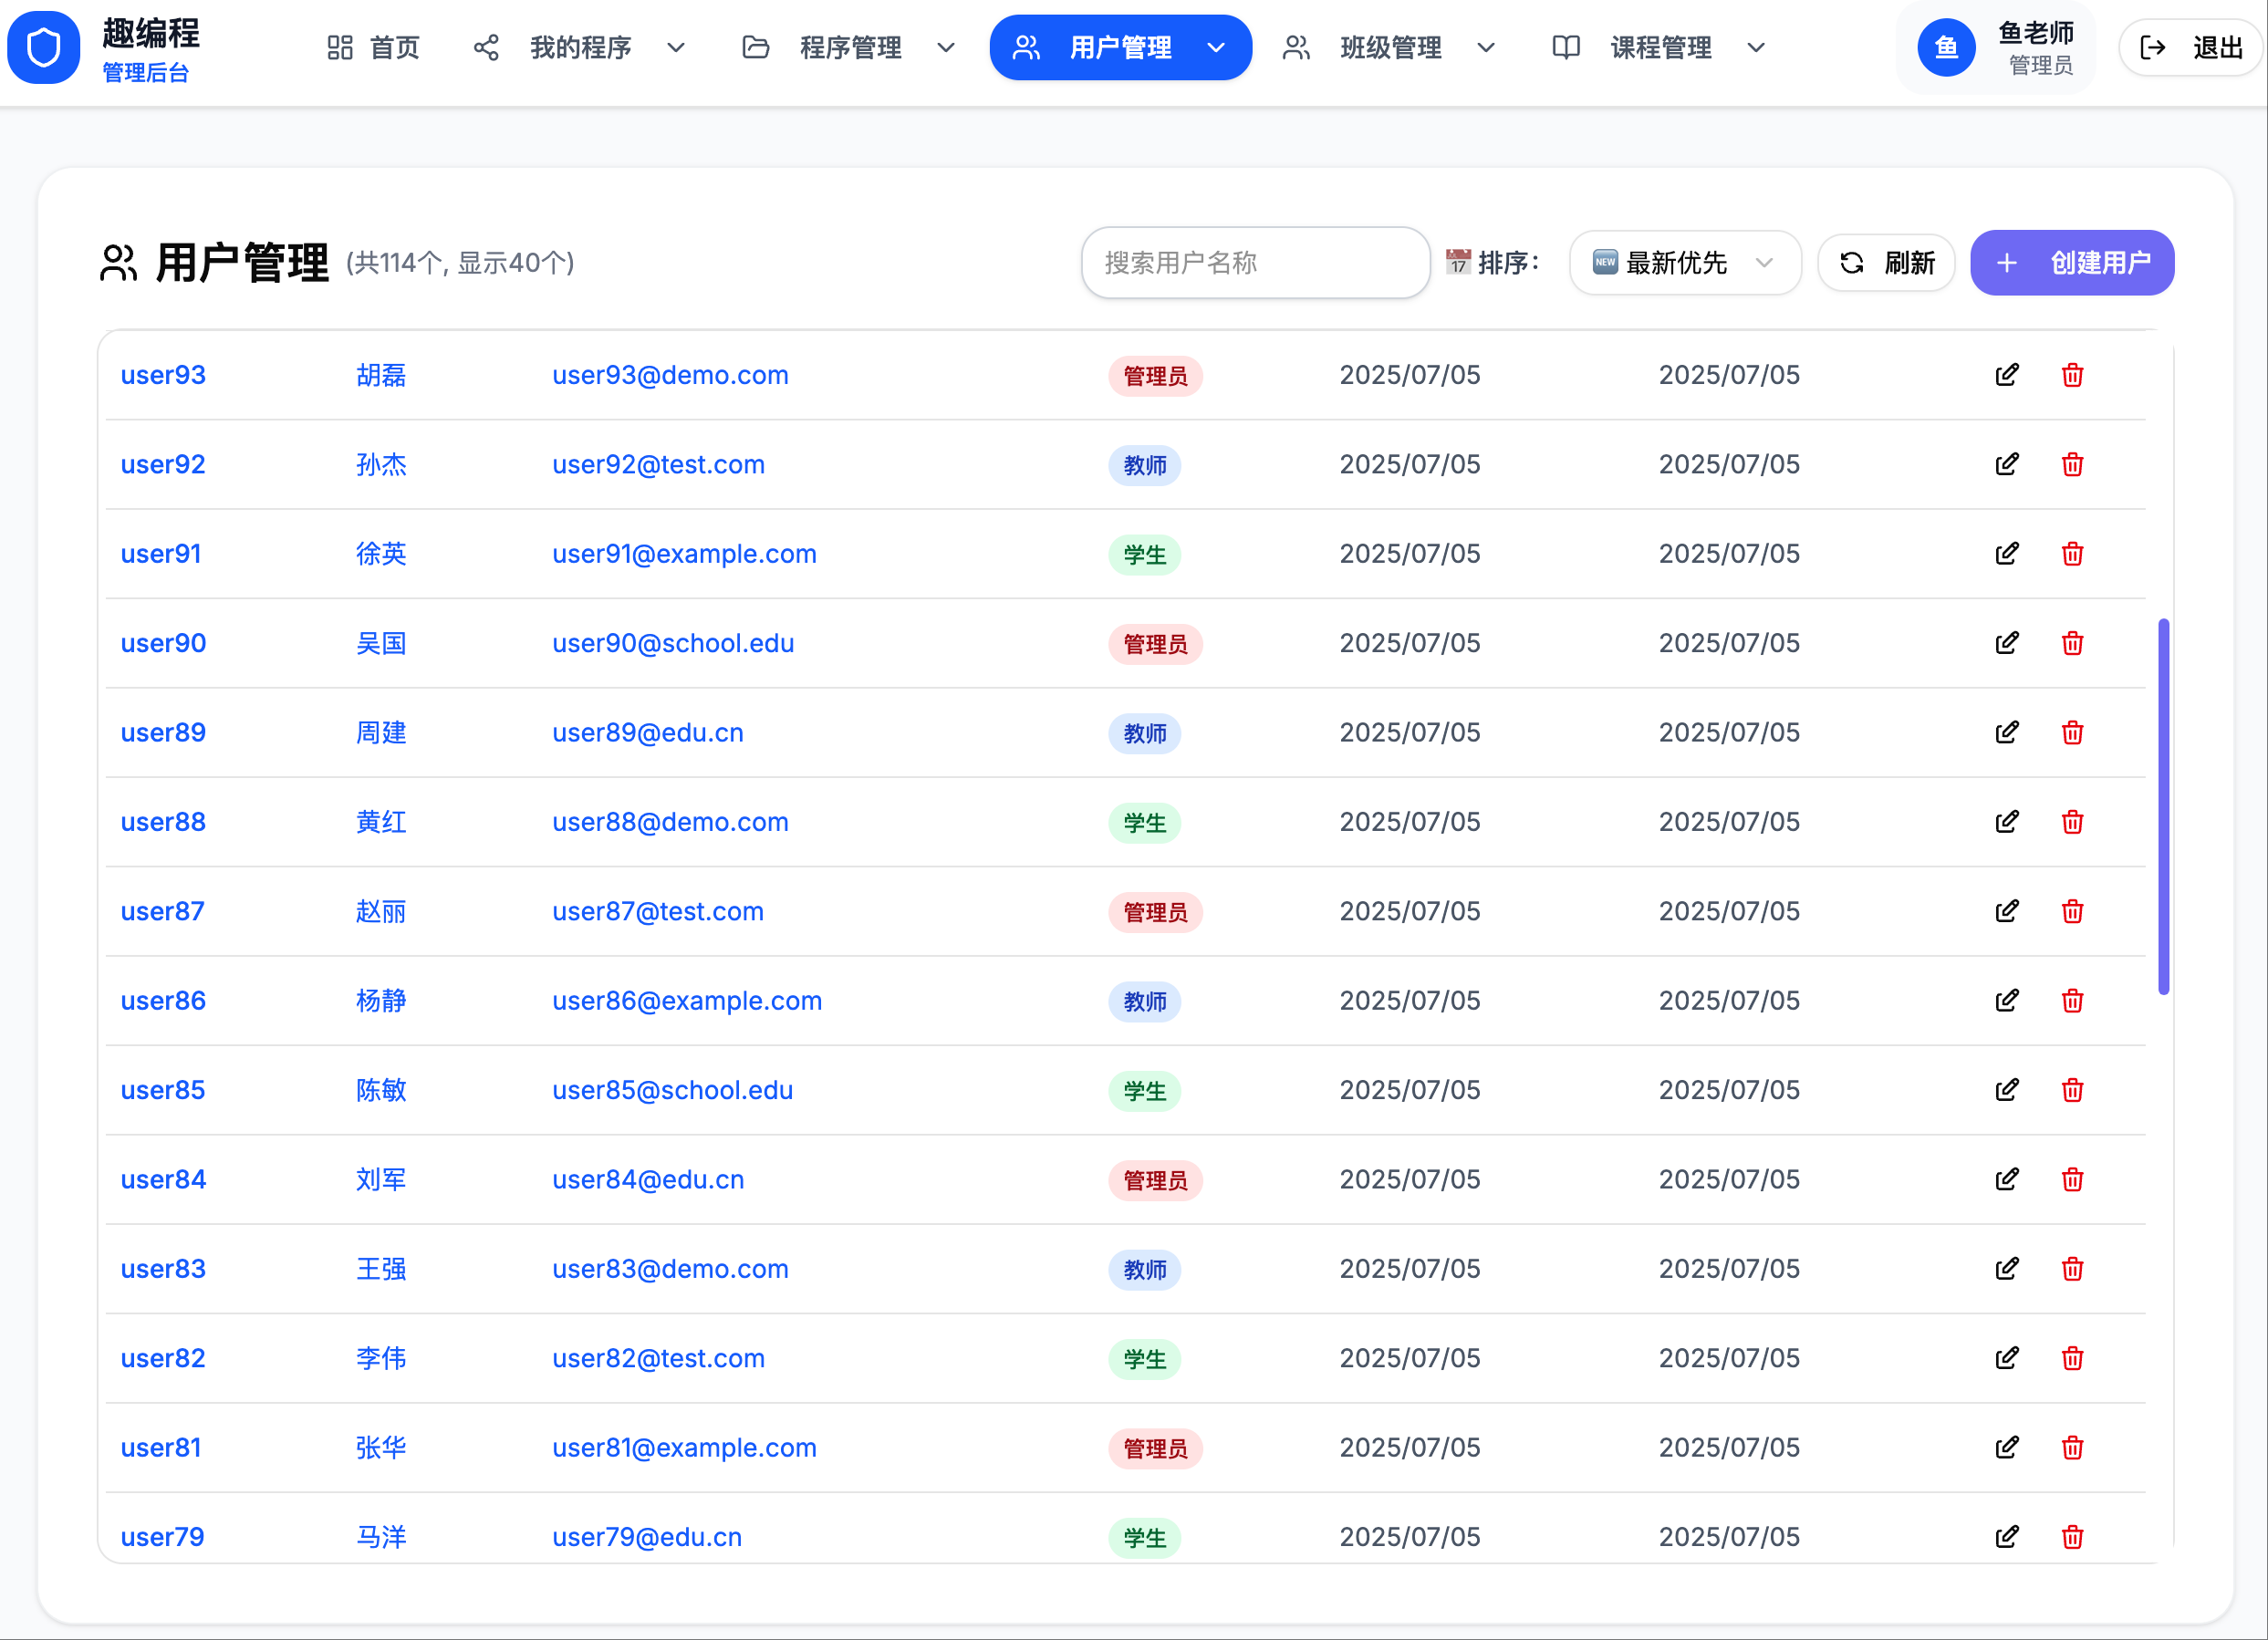 趣编程
管理后台
首页 我的程序 程序管理 用户管理 班级管理 课程管理
鱼 鱼老师
管理员
退出
用户管理 (共114个, 显示40个) 搜索用户名称 17 排序: NEW 最新优先 刷新 + 创建用户
user93 胡磊 user93@demo.com 管理员 2025/07/05 2025/07/05
user92 孙杰 user92@test.com 教师 2025/07/05 2025/07/05
user91 徐英 user91@example.com 学生 2025/07/05 2025/07/05
user90 吴国 user90@school.edu 管理员 2025/07/05 2025/07/05
user89 周建 user89@edu.cn 教师 2025/07/05 2025/07/05
user88 黄红 user88@demo.com 学生 2025/07/05 2025/07/05
user87 赵丽 user87@test.com 管理员 2025/07/05 2025/07/05
user86 杨静 user86@example.com 教师 2025/07/05 2025/07/05
user85 陈敏 user85@school.edu 学生 2025/07/05 2025/07/05
user84 刘军 user84@edu.cn 管理员 2025/07/05 2025/07/05
user83 王强 user83@demo.com 教师 2025/07/05 2025/07/05
user82 李伟 user82@test.com 学生 2025/07/05 2025/07/05
user81 张华 user81@example.com 管理员 2025/07/05 2025/07/05
user79 马洋 user79@edu.cn 学生 2025/07/05 2025/07/05